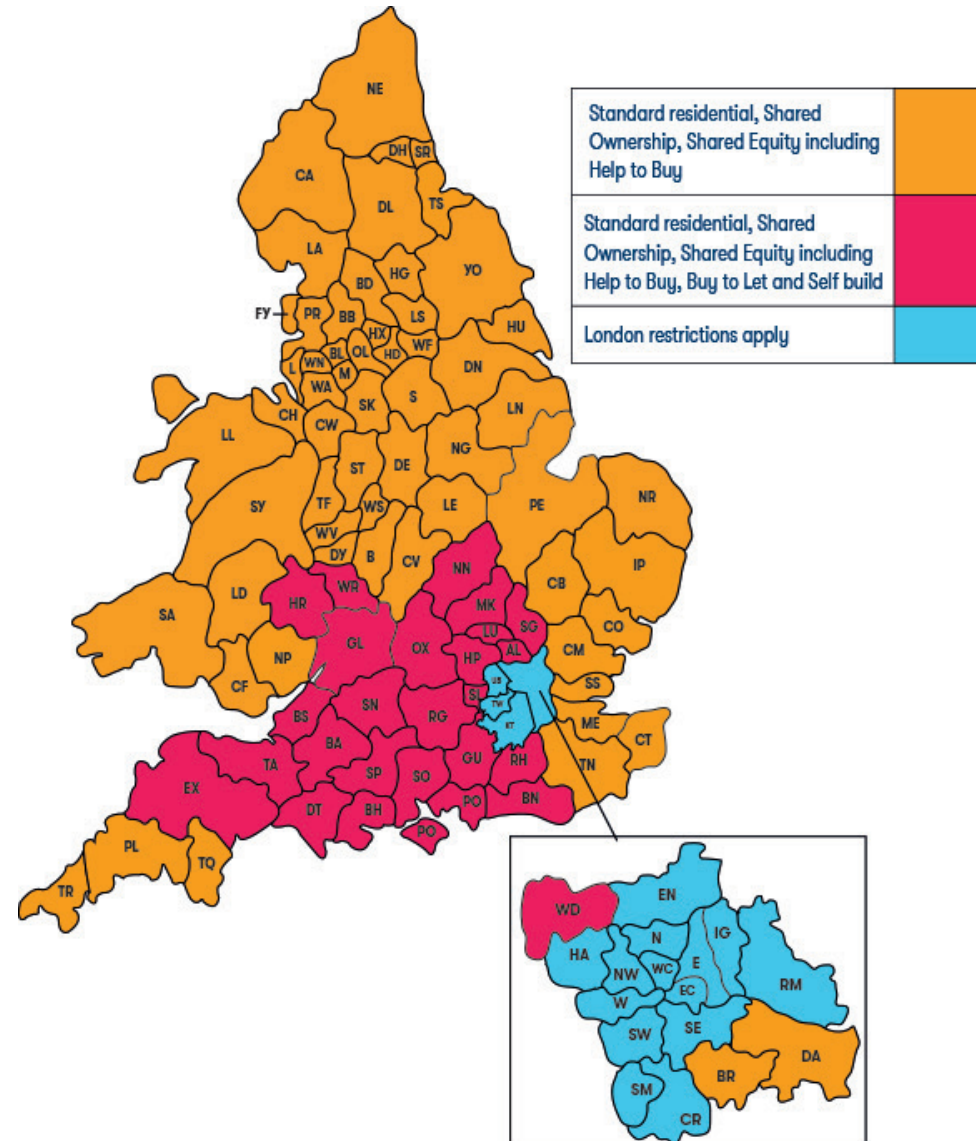 NE
Standard residential, Shared
Ownership, Shared Equity including
Help to Buy
Standard residential, Shared
Ownership, Shared Equity including
Help to Buy, Buy to Let and Self build
London restrictions apply
DH SR
CA
DL TS
LA
HG YO
BD
FY PR BB LS
HX HU
L WN BL OL HD WF
M DN
WA
CH SK S LN
LL CW
NG
ST DE
SY TF WS LE PE NR
WV
DY B CV
NN CB IP
LD HR WR
SA MK
GL OX LU SG CO
NP HP AL CM
CF UB SS
SL TW
BS SN RG KT ME
CT
BA GU RH TN
TA SP SO
EX
DT BH PO BN
PO
PL
TQ
TR
WD EN
N IG
HA
NW WC E
EC RM
W
SW SE
DA
BR
SM
CR